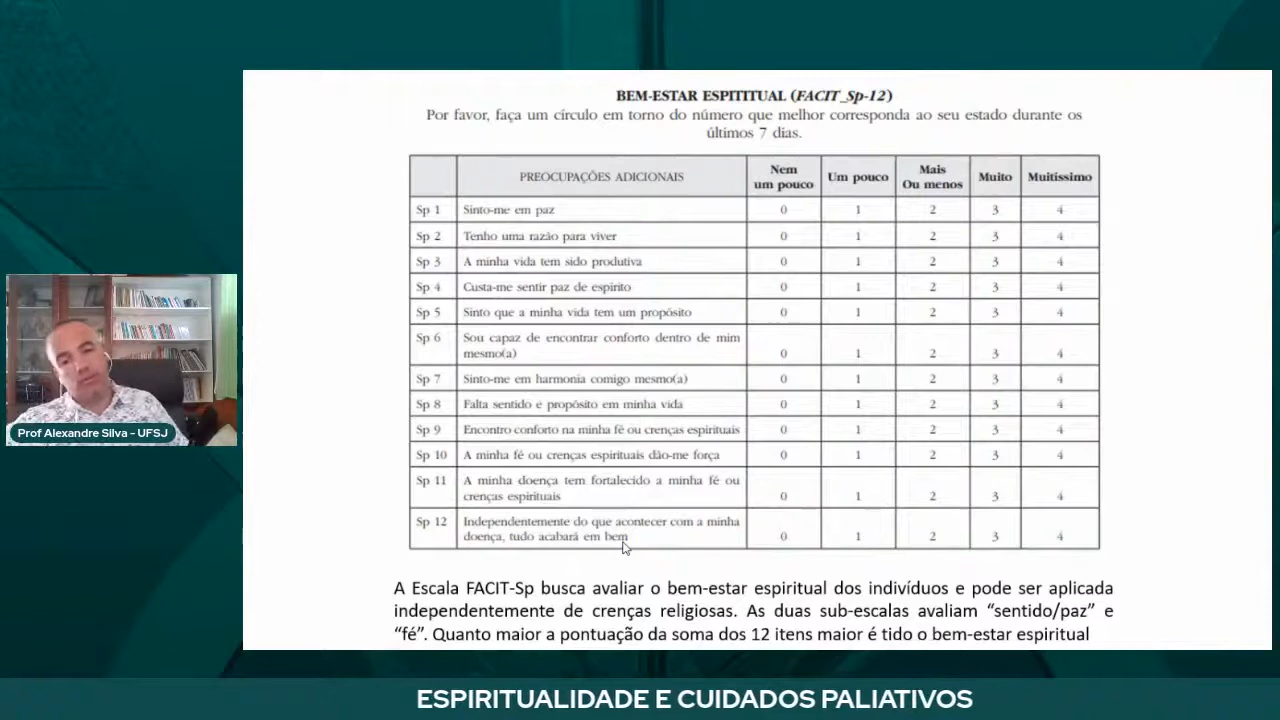 BEM-ESTAR ESPITITUAL (FACIT_Sp-12)
Por favor, faça um círculo em torno do número que melhor corresponda ao seu estado durante os
últimos 7 dias.
PREOCUPAÇÕES ADICIONAIS Nem um pouco Um pouco Mais Ou menos Muito Muitíssimo
Sp 1 Sinto-me em paz 0 1 2 3 4
Sp 2 Tenho uma razão para viver 0 1 2 3 4
Sp 3 A minha vida tem sido produtiva 0 1 2 3 4
Sp 4 Custa-me sentir paz de espírito 0 1 2 3 4
Sp 5 Sinto que a minha vida tem um propósito 0 1 2 3 4
Sp 6 Sou capaz de encontrar conforto dentro de mim
mesmo(a) 0 1 2 3 4
Sp 7 Sinto-me em harmonia comigo mesmo(a) 0 1 2 3 4
Sp 8 Falta sentido e propósito em minha vida 0 1 2 3 4
Sp 9 Encontro conforto na minha fé ou crenças espirituais 0 1 2 3 4
Sp 10 A minha fé ou crenças espirituais dão-me força 0 1 2 3 4
Sp 11 A minha doença tem fortalecido a minha fé ou
crenças espirituais 0 1 2 3 4
Sp 12 Independentemente do que acontecer com a minha
doença, tudo acabará em bem 0 1 2 3 4
A Escala FACIT-Sp busca avaliar o bem-estar espiritual dos indivíduos e pode ser aplicada
independentemente de crenças religiosas. As duas sub-escalas avaliam “sentido/paz” e
“fé”. Quanto maior a pontuação da soma dos 12 itens maior é tido o bem-estar espiritual
Prof Alexandre Silva - UFSJ
ESPIRITUALIDADE E CUIDADOS PALIATIVOS